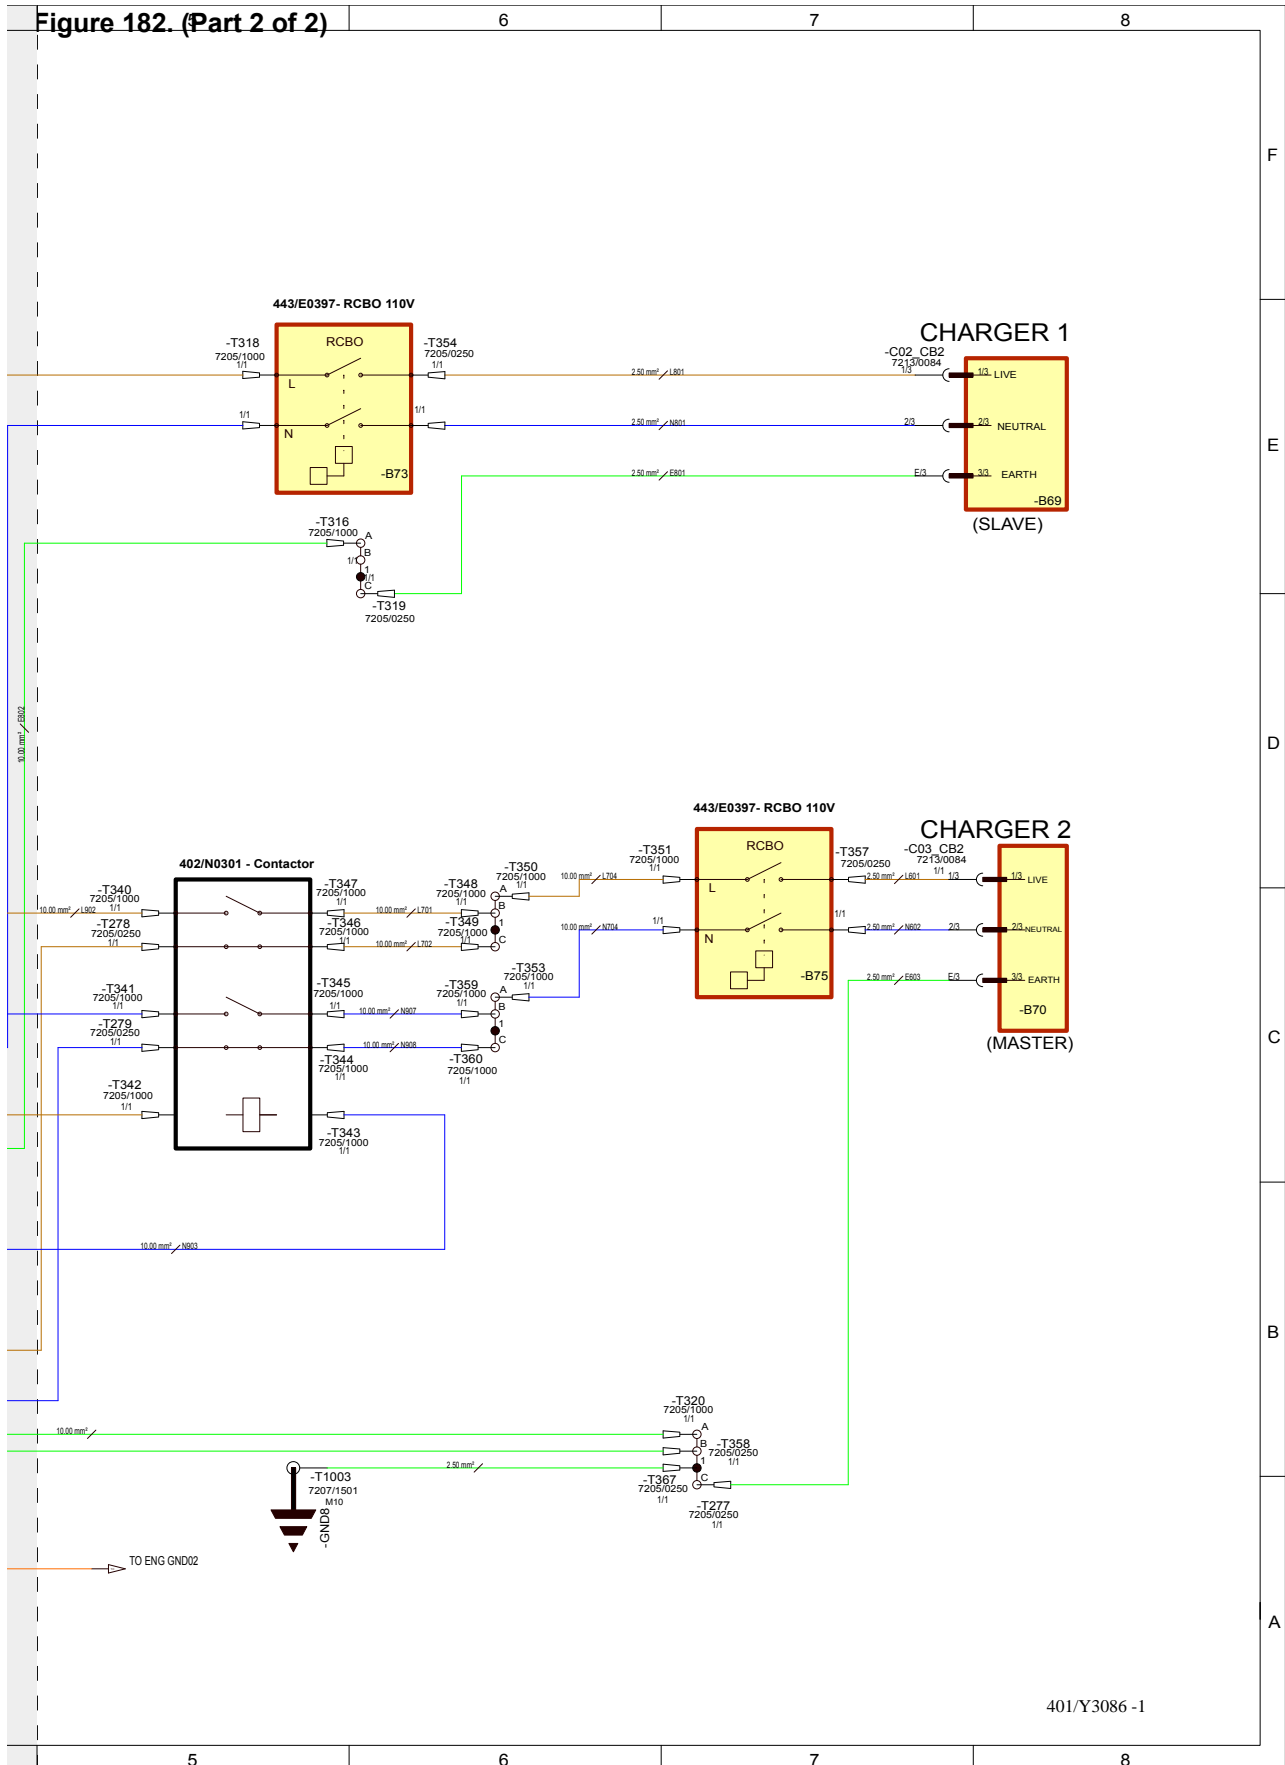 Figure 182. (Part 2 of 2)
5
6
7
8
F
443/E0397- RCBO 110V
-T318
7205/1000
1/1
RCBO
-T354
7205/0250
1/1
L
2.50 mm² L801
CHARGER 1
-C02_CB2
7213/0084
1/3
1/3 LIVE
1/1
N
1/1
2.50 mm² N801
2/3
2/3 NEUTRAL
E
-B73
2.50 mm² E801
E/3
3/3 EARTH
-B69
(SLAVE)
-T316
7205/1000
A
B
1/1
1
1/1
C
-T319
7205/0250
10.00 mm² E802
D
443/E0397- RCBO 110V
CHARGER 2
402/N0301 - Contactor
-T351
7205/1000
1/1
RCBO
-T357
7205/0250
-C03_CB2
7213/0084
1/1
-T340
7205/1000
1/1
-T347
7205/1000
1/1
-T348
7205/1000
1/1
-T350
7205/1000
1/1
10.00 mm² L704
L
2.50 mm² L601
1/3
1/3 LIVE
10.00 mm² L902
10.00 mm² L701
A
B
1
C
-T278
7205/0250
1/1
-T346
7205/1000
1/1
10.00 mm² L702
-T349
7205/1000
1/1
10.00 mm² N704
1/1
N
1/1
2.50 mm² N602
2/3
2/3 NEUTRAL
-B75
2.50 mm² E603
E/3
3/3 EARTH
-B70
(MASTER)
C
-T341
7205/1000
1/1
-T345
7205/1000
1/1
10.00 mm² N907
-T359
7205/1000
1/1
-T353
7205/1000
1/1
A
B
1
C
-T279
7205/0250
1/1
-T344
7205/1000
1/1
10.00 mm² N908
-T360
7205/1000
1/1
-T342
7205/1000
1/1
-T343
7205/1000
1/1
10.00 mm² N903
B
10.00 mm²
-T320
7205/1000
1/1
A
B
1
C
-T358
7205/0250
1/1
2.50 mm²
-T367
7205/0250
1/1
-T277
7205/0250
1/1
-T1003
7207/1501
M10
-GND8
TO ENG GND02
A
401/Y3086 -1
5
6
7
8